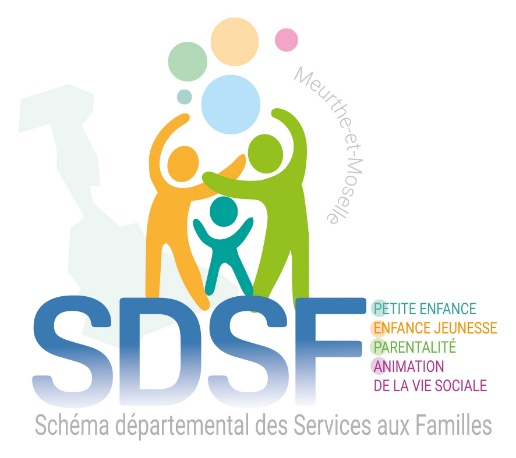 Meurthe-et-Moselle
SDSF
PETITE ENFANCE
ENFANCE JEUNESSE
PARENTALITÉ
ANIMATION
DE LA VIE SOCIALE
Schéma départemental des Services aux Familles